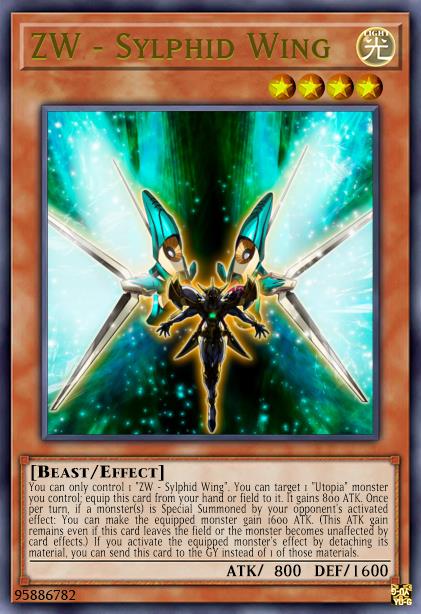 ZW - Sylphid Wing
LIGHT
光
[Beast/Effect]
You can only control 1 "ZW - Sylphid Wing". You can target 1 "Utopia" monster
you control; equip this card from your hand or field to it. It gains 800 ATK. Once
per turn, if a monster(s) is Special Summoned by your opponent's activated
effect: You can make the equipped monster gain 1600 ATK. (This ATK gain
remains even if this card leaves the field or the monster becomes unaffected by
card effects.) If you activate the equipped monster's effect by detaching its
material, you can send this card to the GY instead of 1 of those materials.
ATK/ 800 DEF/1600
95886782